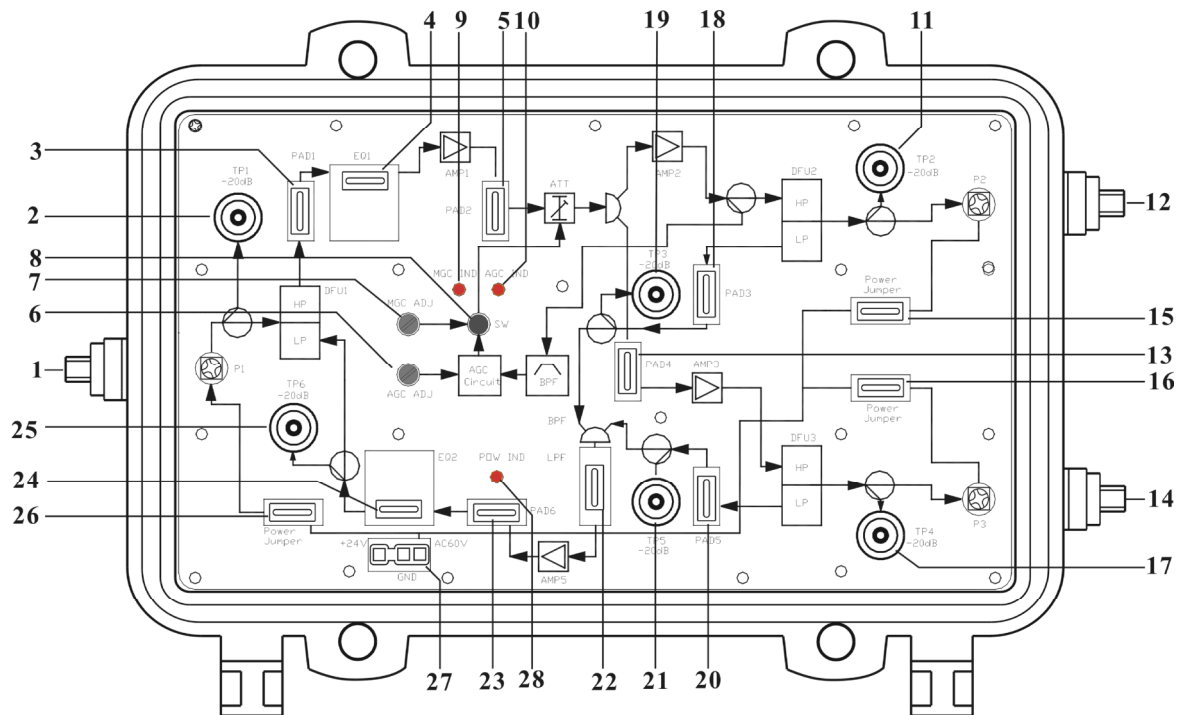 4 9 5 10 18 19 11
3
2
8
7
6
1
25
24
26
12
15
13
16
14
17
27 23 28 22 21 20
TP1
-20dB
PAD1
EQ1
AMP1
PAD2
ATT
AMP2
DFU2
HP
LP
TP2
-20dB
P2
MGC IND
AGC IND
TP3
-20dB
PAD3
DFU1
HP
LP
MGC ADJ
SW
Power
Jumper
P1
AGC ADJ
AGC
Circuit
BPF
PAD4
AMP3
Power
Jumper
TP6
-20dB
BPF
DFU3
HP
LP
EQ2
POW IND
LPF
P3
PAD6
Power
Jumper
+24V
AC60V
GND
AMP5
TP5
-20dB
PAD5
TP4
-20dB